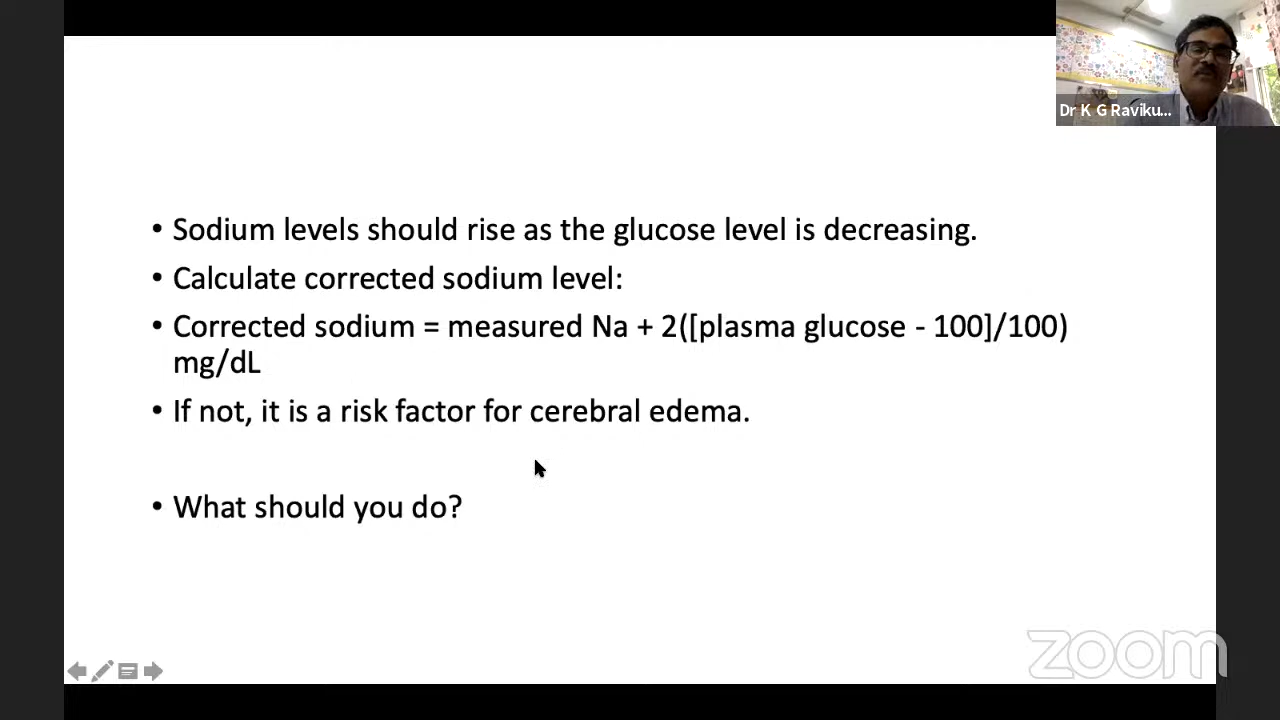 Dr K G Raviku...
• Sodium levels should rise as the glucose level is decreasing.
• Calculate corrected sodium level:
• Corrected sodium = measured Na + 2([plasma glucose - 100]/100)
mg/dL
• If not, it is a risk factor for cerebral edema.
• What should you do?
zoom